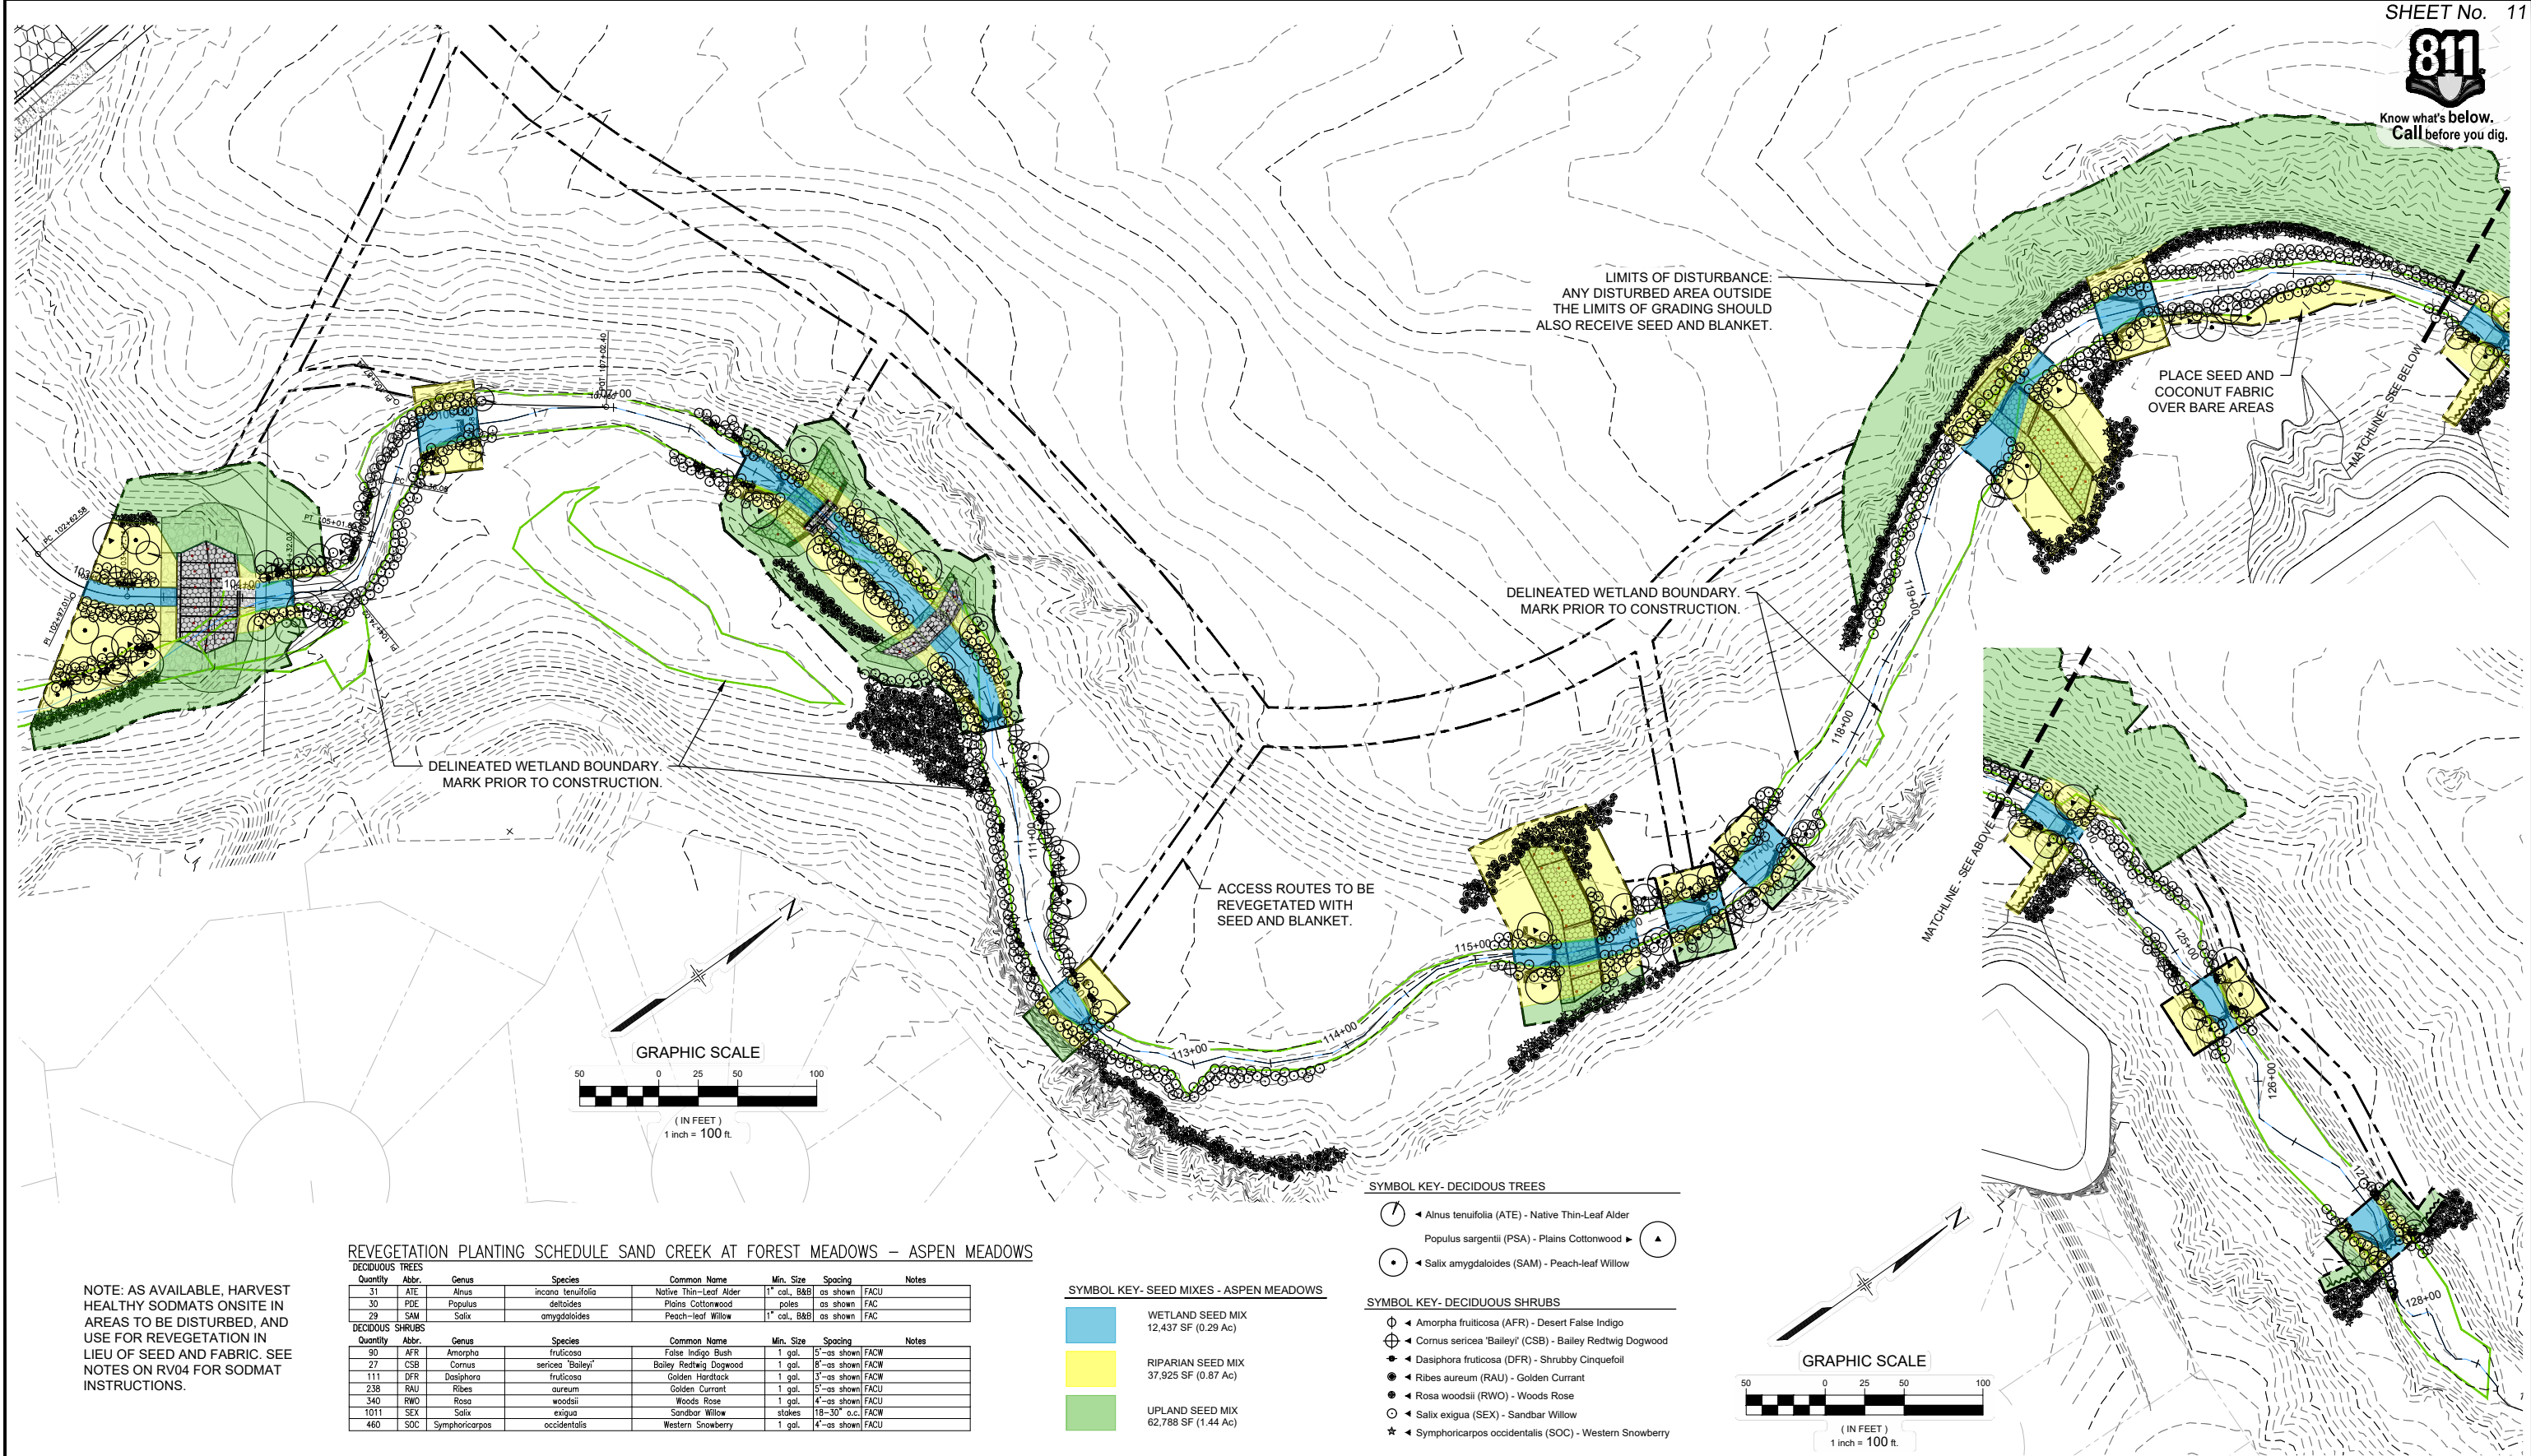 SHEET No. 11
811
Know what's below.
Call before you dig.
LIMITS OF DISTURBANCE:
ANY DISTURBED AREA OUTSIDE
THE LIMITS OF GRADING SHOULD
ALSO RECEIVE SEED AND BLANKET.
122+00
PLACE SEED AND
COCONUT FABRIC
OVER BARE AREAS
MATCHLINE - SEE BELOW
POT 107+02.40
PC 102+62.58
PI 102+97.01
DELINEATED WETLAND BOUNDARY.
MARK PRIOR TO CONSTRUCTION.
119+00
118+00
DELINEATED WETLAND BOUNDARY.
MARK PRIOR TO CONSTRUCTION.
111+00
117+00
MATCHLINE - SEE ABOVE
ACCESS ROUTES TO BE
REVEGETATED WITH
SEED AND BLANKET.
115+00
114+00
113+00
125+00
126+00
128+00
N
GRAPHIC SCALE
50 0 25 50 100
( IN FEET )
1 inch = 100 ft.
N
GRAPHIC SCALE
50 0 25 50 100
( IN FEET )
1 inch = 100 ft.
NOTE: AS AVAILABLE, HARVEST
HEALTHY SODMATS ONSITE IN
AREAS TO BE DISTURBED, AND
USE FOR REVEGETATION IN
LIEU OF SEED AND FABRIC. SEE
NOTES ON RV04 FOR SODMAT
INSTRUCTIONS.
REVEGETATION PLANTING SCHEDULE SAND CREEK AT FOREST MEADOWS - ASPEN MEADOWS
DECIDUOUS TREES
Quantity Abbr. Genus Species Common Name Min. Size Spacing Notes
31 ATE Alnus incana tenuifolia Native Thin-Leaf Alder 1" cal., B&B as shown FACU
30 PDE Populus deltoides Plains Cottonwood poles as shown FAC
29 SAM Salix amygdaloides Peach-leaf Willow 1" cal., B&B as shown FAC
DECIDOUS SHRUBS
Quantity Abbr. Genus Species Common Name Min. Size Spacing Notes
90 AFR Amorpha fruticosa False Indigo Bush 1 gal. 5'-as shown FACW
27 CSB Cornus sericea 'Baileyi' Bailey Redtwig Dogwood 1 gal. 8'-as shown FACW
111 DFR Dasiphora fruticosa Golden Hardtack 1 gal. 3'-as shown FACW
238 RAU Ribes aureum Golden Currant 1 gal. 5'-as shown FACU
340 RWO Rosa woodsii Woods Rose 1 gal. 4'-as shown FACU
1011 SEX Salix exigua Sandbar Willow stakes 18-30" o.c. FACW
460 SOC Symphoricarpos occidentalis Western Snowberry 1 gal. 4'-as shown FACU
SYMBOL KEY- SEED MIXES - ASPEN MEADOWS
WETLAND SEED MIX
12,437 SF (0.29 Ac)
RIPARIAN SEED MIX
37,925 SF (0.87 Ac)
UPLAND SEED MIX
62,788 SF (1.44 Ac)
SYMBOL KEY- DECIDOUS TREES
Alnus tenuifolia (ATE) - Native Thin-Leaf Alder
Populus sargentii (PSA) - Plains Cottonwood
Salix amygdaloides (SAM) - Peach-leaf Willow
SYMBOL KEY- DECIDUOUS SHRUBS
Amorpha fruiticosa (AFR) - Desert False Indigo
Cornus sericea 'Baileyi' (CSB) - Bailey Redtwig Dogwood
Dasiphora fruticosa (DFR) - Shrubby Cinquefoil
Ribes aureum (RAU) - Golden Currant
Rosa woodsii (RWO) - Woods Rose
Salix exigua (SEX) - Sandbar Willow
Symphoricarpos occidentalis (SOC) - Western Snowberry